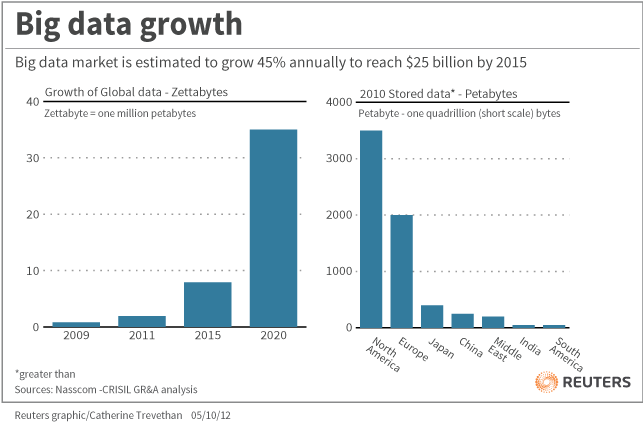 Big data growth
Big data market is estimated to grow 45% annually to reach $25 billion by 2015
Growth of Global data - Zettabytes
Zettabyte = one million petabytes
40
30
20
10
0
2009
2011
2015
2020
2010 Stored data* - Petabytes
Petabyte - one quadrillion (short scale) bytes
4000
3000
2000
1000
0
North
America
Europe
Japan
China
Middle
East
India
South
America
*greater than
Sources: Nasscom -CRISIL GR&A analysis
REUTERS
Reuters graphic/Catherine Trevethan 05/10/12